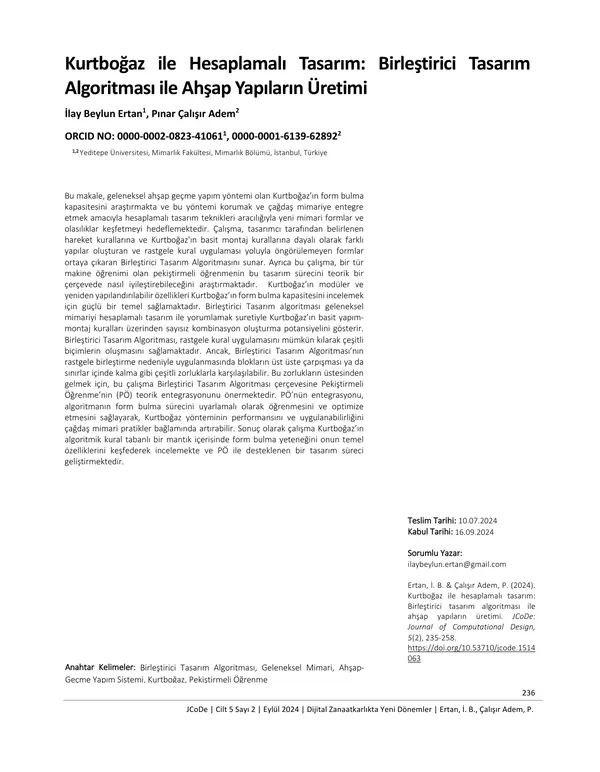 Kurtboğaz ile Hesaplamalı Tasarım: Birleştirici Tasarım
Algoritması ile Ahşap Yapıların Üretimi
İlay Beylun Ertan¹, Pınar Çalışır Adem²
ORCID NO: 0000-0002-0823-41061¹, 0000-0001-6139-62892²
¹,² Yeditepe Üniversitesi, Mimarlık Fakültesi, Mimarlık Bölümü, İstanbul, Türkiye
Bu makale, geleneksel ahşap geçme yapım yöntemi olan Kurtboğaz'ın form bulma
kapasitesini araştırmakta ve bu yöntemi korumak ve çağdaş mimariye entegre
etmek amacıyla hesaplamalı tasarım teknikleri aracılığıyla yeni mimari formlar ve
olasılıklar keşfetmeyi hedeflemektedir. Çalışma, tasarımcı tarafından belirlenen
hareket kurallarına ve Kurtboğaz'ın basit montaj kurallarına dayalı olarak farklı
yapılar oluşturan ve rastgele kural uygulaması yoluyla öngörülemeyen formlar
ortaya çıkaran Birleştirici Tasarım Algoritmasını sunar. Ayrıca bu çalışma, bir tür
makine öğrenimi olan pekiştirmeli öğrenmenin bu tasarım sürecini teorik bir
çerçevede nasıl iyileştirebileceğini araştırmaktadır. Kurtboğaz'ın modüler ve
yeniden yapılandırılabilir özellikleri Kurtboğaz'ın form bulma kapasitesini incelemek
için güçlü bir temel sağlamaktadır. Birleştirici Tasarım algoritması geleneksel
mimariyi hesaplamalı tasarım ile yorumlamak suretiyle Kurtboğaz'ın basit yapım-
montaj kuralları üzerinden sayısız kombinasyon oluşturma potansiyelini gösterir.
Birleştirici Tasarım Algoritması, rastgele kural uygulamasını mümkün kılarak çeşitli
biçimlerin oluşmasını sağlamaktadır. Ancak, Birleştirici Tasarım Algoritması'nın
rastgele birleştirme nedeniyle uygulanmasında blokların üst üste çarpışması ya da
sınırlar içinde kalma gibi çeşitli zorluklarla karşılaşılabilir. Bu zorlukların üstesinden
gelmek için, bu çalışma Birleştirici Tasarım Algoritması çerçevesine Pekiştirmeli
Öğrenme'nin (PÖ) teorik entegrasyonunu önermektedir. PÖ'nün entegrasyonu,
algoritmanın form bulma sürecini uyarlamalı olarak öğrenmesini ve optimize
etmesini sağlayarak, Kurtboğaz yönteminin performansını ve uygulanabilirliğini
çağdaş mimari pratikler bağlamında artırabilir. Sonuç olarak çalışma Kurtboğaz'ın
algoritmik kural tabanlı bir mantık içerisinde form bulma yeteneğini onun temel
özelliklerini keşfederek incelemekte ve PÖ ile desteklenen bir tasarım süreci
geliştirmektedir.
Teslim Tarihi: 10.07.2024
Kabul Tarihi: 16.09.2024
Sorumlu Yazar:
ilaybeylun.ertan@gmail.com
Ertan, İ. B. & Çalışır Adem, P. (2024).
Kurtboğaz ile hesaplamalı tasarım:
Birleştirici tasarım algoritması ile
ahşap yapıların üretimi. JCoDe:
Journal of Computational Design,
5(2), 235-258.
https://doi.org/10.53710/jcode.1514
063
Anahtar Kelimeler: Birleştirici Tasarım Algoritması, Geleneksel Mimari, Ahşap-
Geçme Yapım Sistemi, Kurtboğaz, Pekiştirmeli Öğrenme
236
JCoDe | Cilt 5 Sayı 2 | Eylül 2024 | Dijital Zanaatkarlıkta Yeni Dönemler | Ertan, İ. B., Çalışır Adem, P.